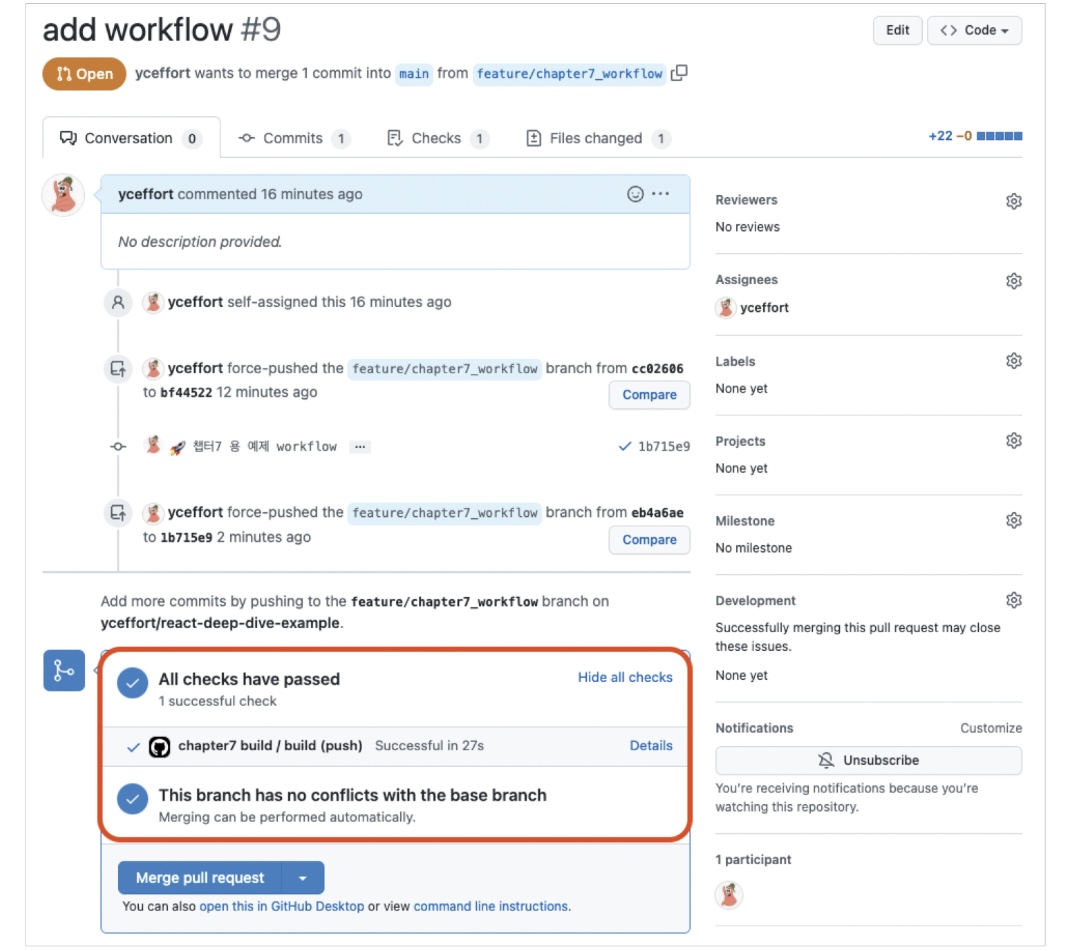 add workflow #9
Edit
<> Code
Open yceffort wants to merge 1 commit into main from feature/chapter7_workflow
Conversation 0
Commits 1
Checks 1
Files changed 1
+22 −0
yceffort commented 16 minutes ago
No description provided.
yceffort self-assigned this 16 minutes ago
yceffort force-pushed the feature/chapter7_workflow branch from cc02606
to bf44522 12 minutes ago
Compare
챕터7 용 예제 workflow ...
1b715e9
yceffort force-pushed the feature/chapter7_workflow branch from eb4a6ae
to 1b715e9 2 minutes ago
Compare
Add more commits by pushing to the feature/chapter7_workflow branch on
yceffort/react-deep-dive-example.
All checks have passed
Hide all checks
1 successful check
chapter7 build / build (push) Successful in 27s
Details
This branch has no conflicts with the base branch
Merging can be performed automatically.
Merge pull request
You can also open this in GitHub Desktop or view command line instructions.
Reviewers
No reviews
Assignees
yceffort
Labels
None yet
Projects
None yet
Milestone
No milestone
Development
Successfully merging this pull request may close
these issues.
None yet
Notifications
Customize
Unsubscribe
You're receiving notifications because you're
watching this repository.
1 participant